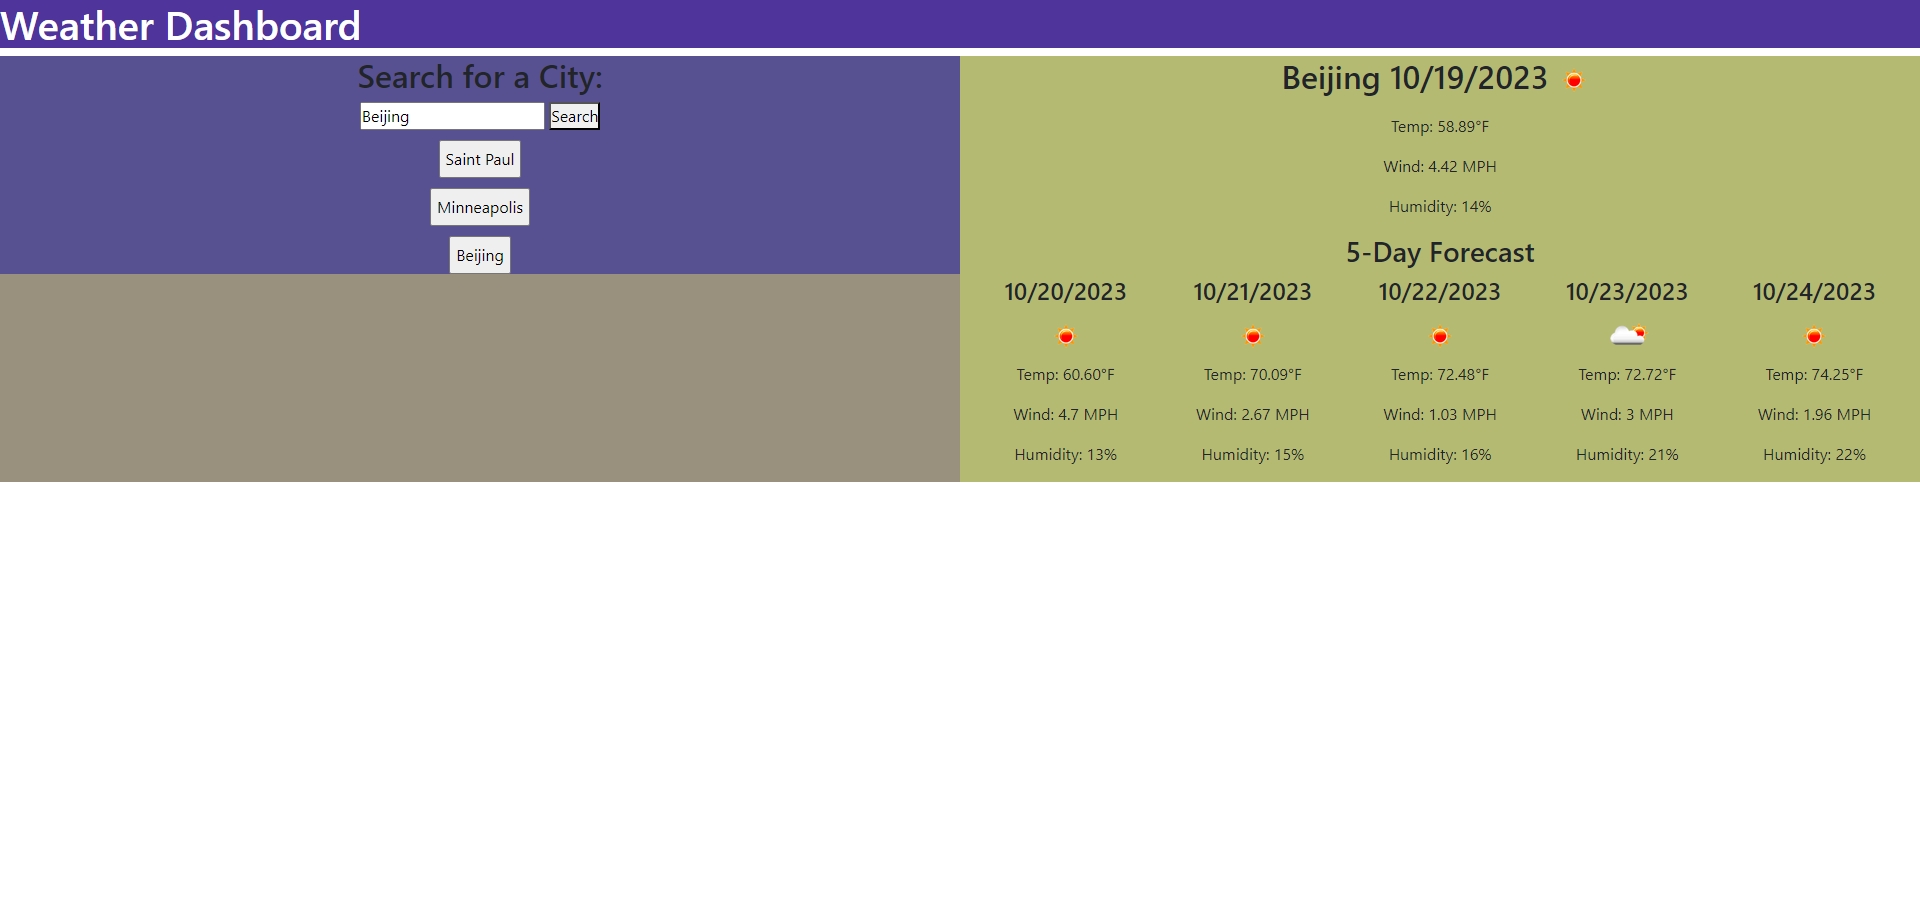 Weather Dashboard
Search for a City:
Beijing Search
Saint Paul
Minneapolis
Beijing
Beijing 10/19/2023
Temp: 58.89°F
Wind: 4.42 MPH
Humidity: 14%
5-Day Forecast
10/20/2023 10/21/2023 10/22/2023 10/23/2023 10/24/2023
Temp: 60.60°F Temp: 70.09°F Temp: 72.48°F Temp: 72.72°F Temp: 74.25°F
Wind: 4.7 MPH Wind: 2.67 MPH Wind: 1.03 MPH Wind: 3 MPH Wind: 1.96 MPH
Humidity: 13% Humidity: 15% Humidity: 16% Humidity: 21% Humidity: 22%